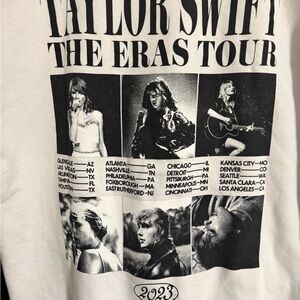 TAYLOR SWIFT
THE ERAS TOUR
GLENDALE — AZ
LAS VEGAS — NV
ARLINGTON — TX
TAMPA — FL
HOUSTON — TX
ATLANTA — GA
NASHVILLE — TN
PHILADELPHIA — PA
FOXBOROUGH — MA
EAST RUTHERFORD — NJ
CHICAGO — IL
DETROIT — MI
PITTSBURGH — PA
MINNEAPOLIS — MN
CINCINNATI — OH
KANSAS CITY — MO
DENVER — CO
SEATTLE — WA
SANTA CLARA — CA
LOS ANGELES — CA
2023